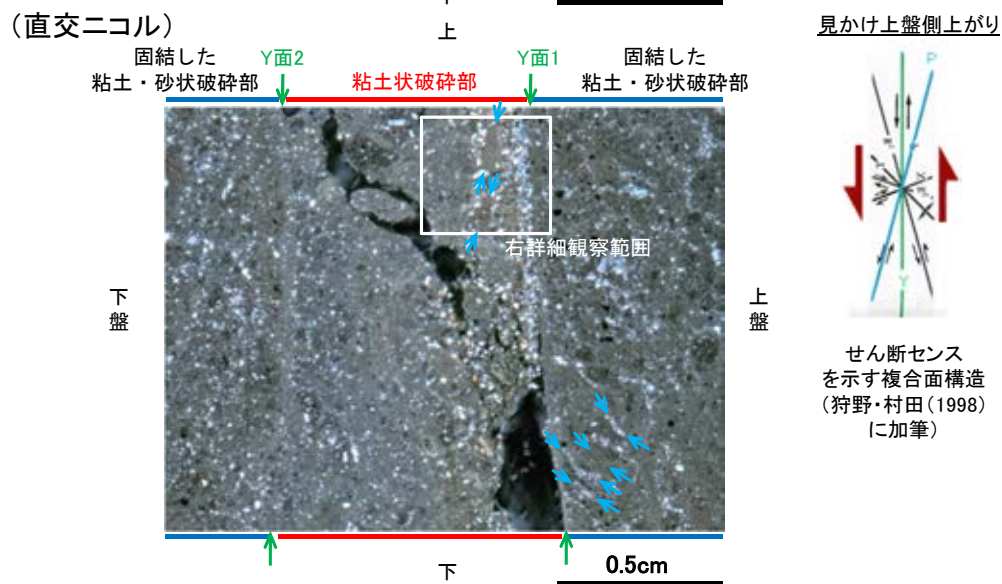 (直交ニコル)
上
見かけ上盤側上がり
固結した
粘土・砂状破砕部
Y面2
粘土状破砕部
Y面1
固結した
粘土・砂状破砕部
右詳細観察範囲
下
盤
上
盤
P
Y
せん断センス
を示す複合面構造
(狩野・村田(1998)
に加筆)
下
0.5cm